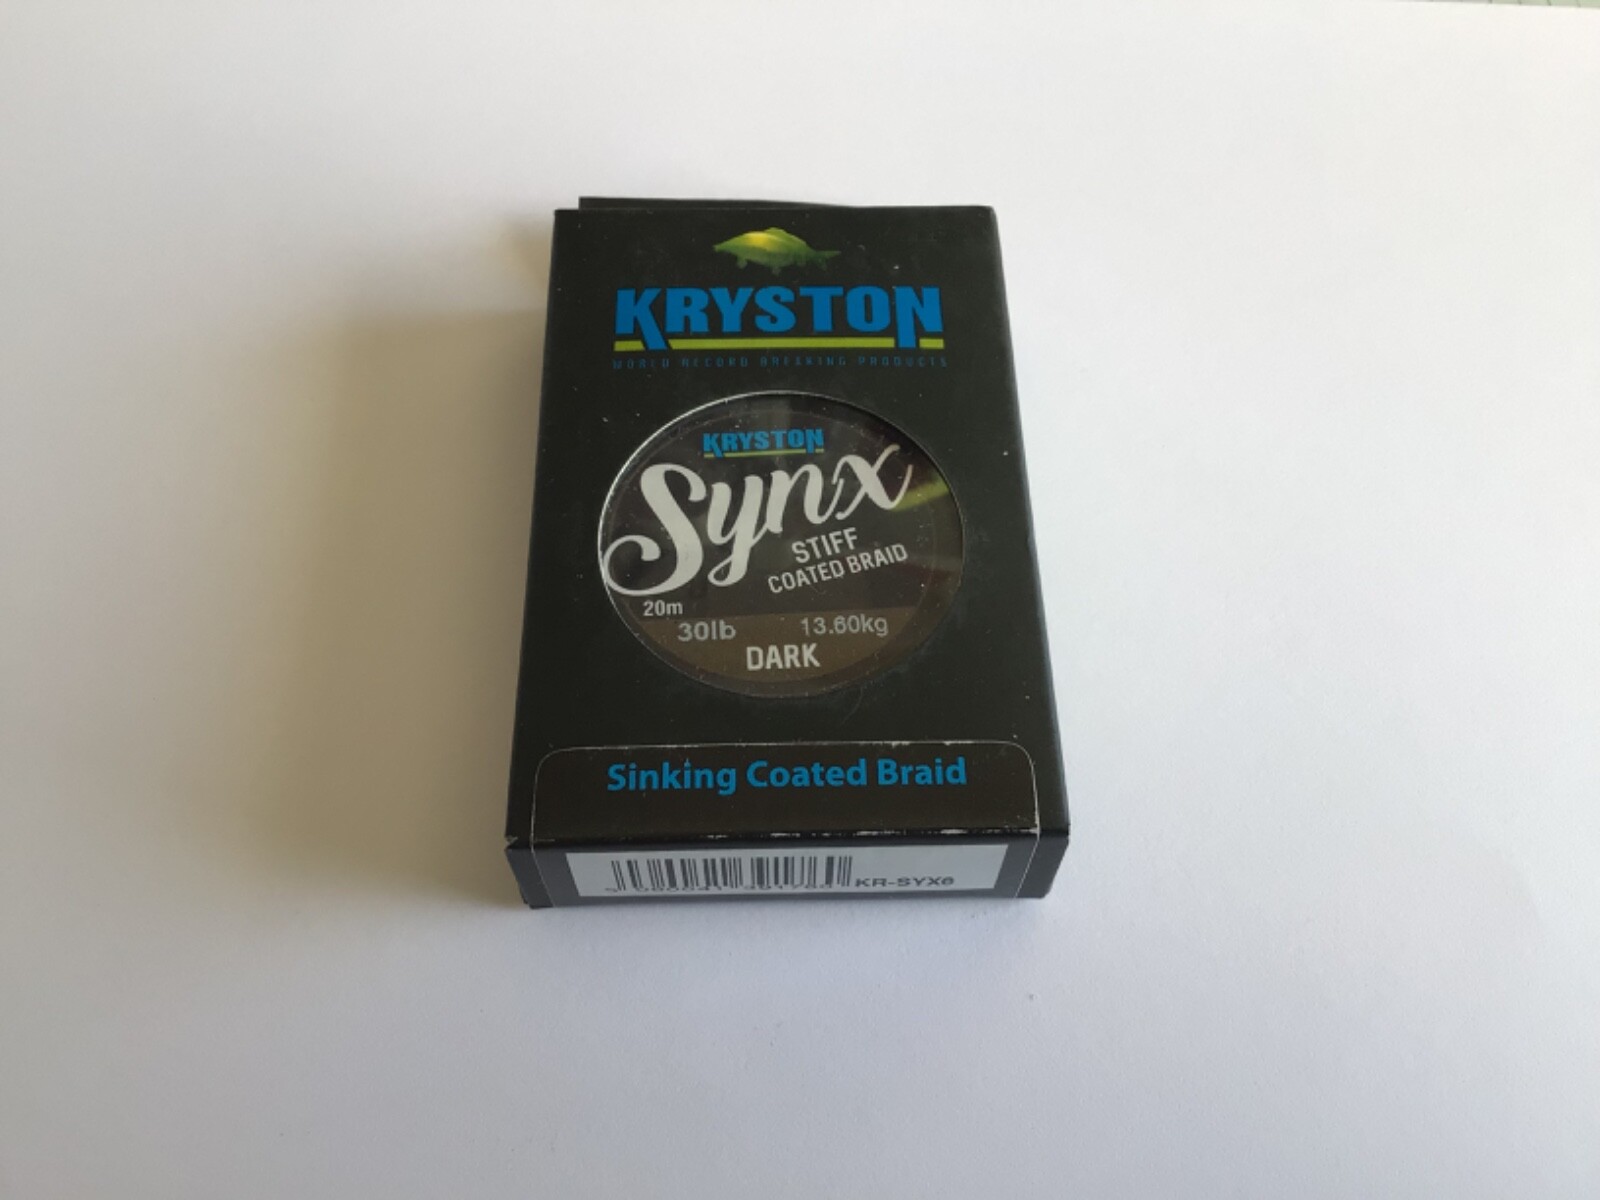 KRYSTON
WORLD RECORD BREAKING PRODUCTS
KRYSTON
Synx
STIFF
COATED BRAID
20m
30lb 13.60kg
DARK
Sinking Coated Braid
KR-SYX6